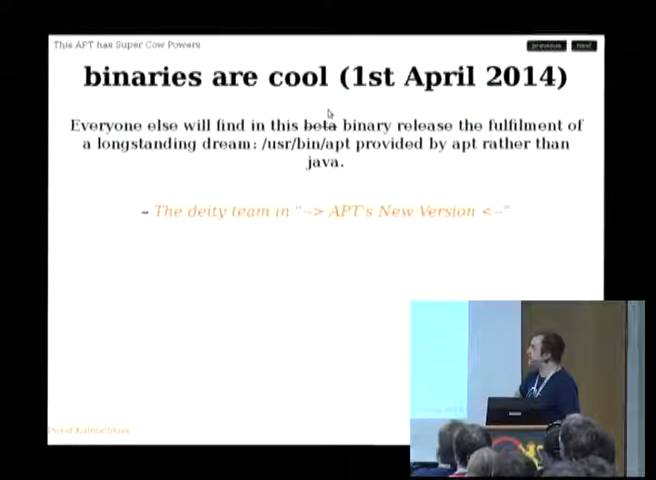 This APT has Super Cow Powers
previous next
binaries are cool (1st April 2014)
Everyone else will find in this beta binary release the fulfilment of
a longstanding dream: /usr/bin/apt provided by apt rather than
java.
– The deity team in "--> APT's New Version <--"
David Kalnischkies